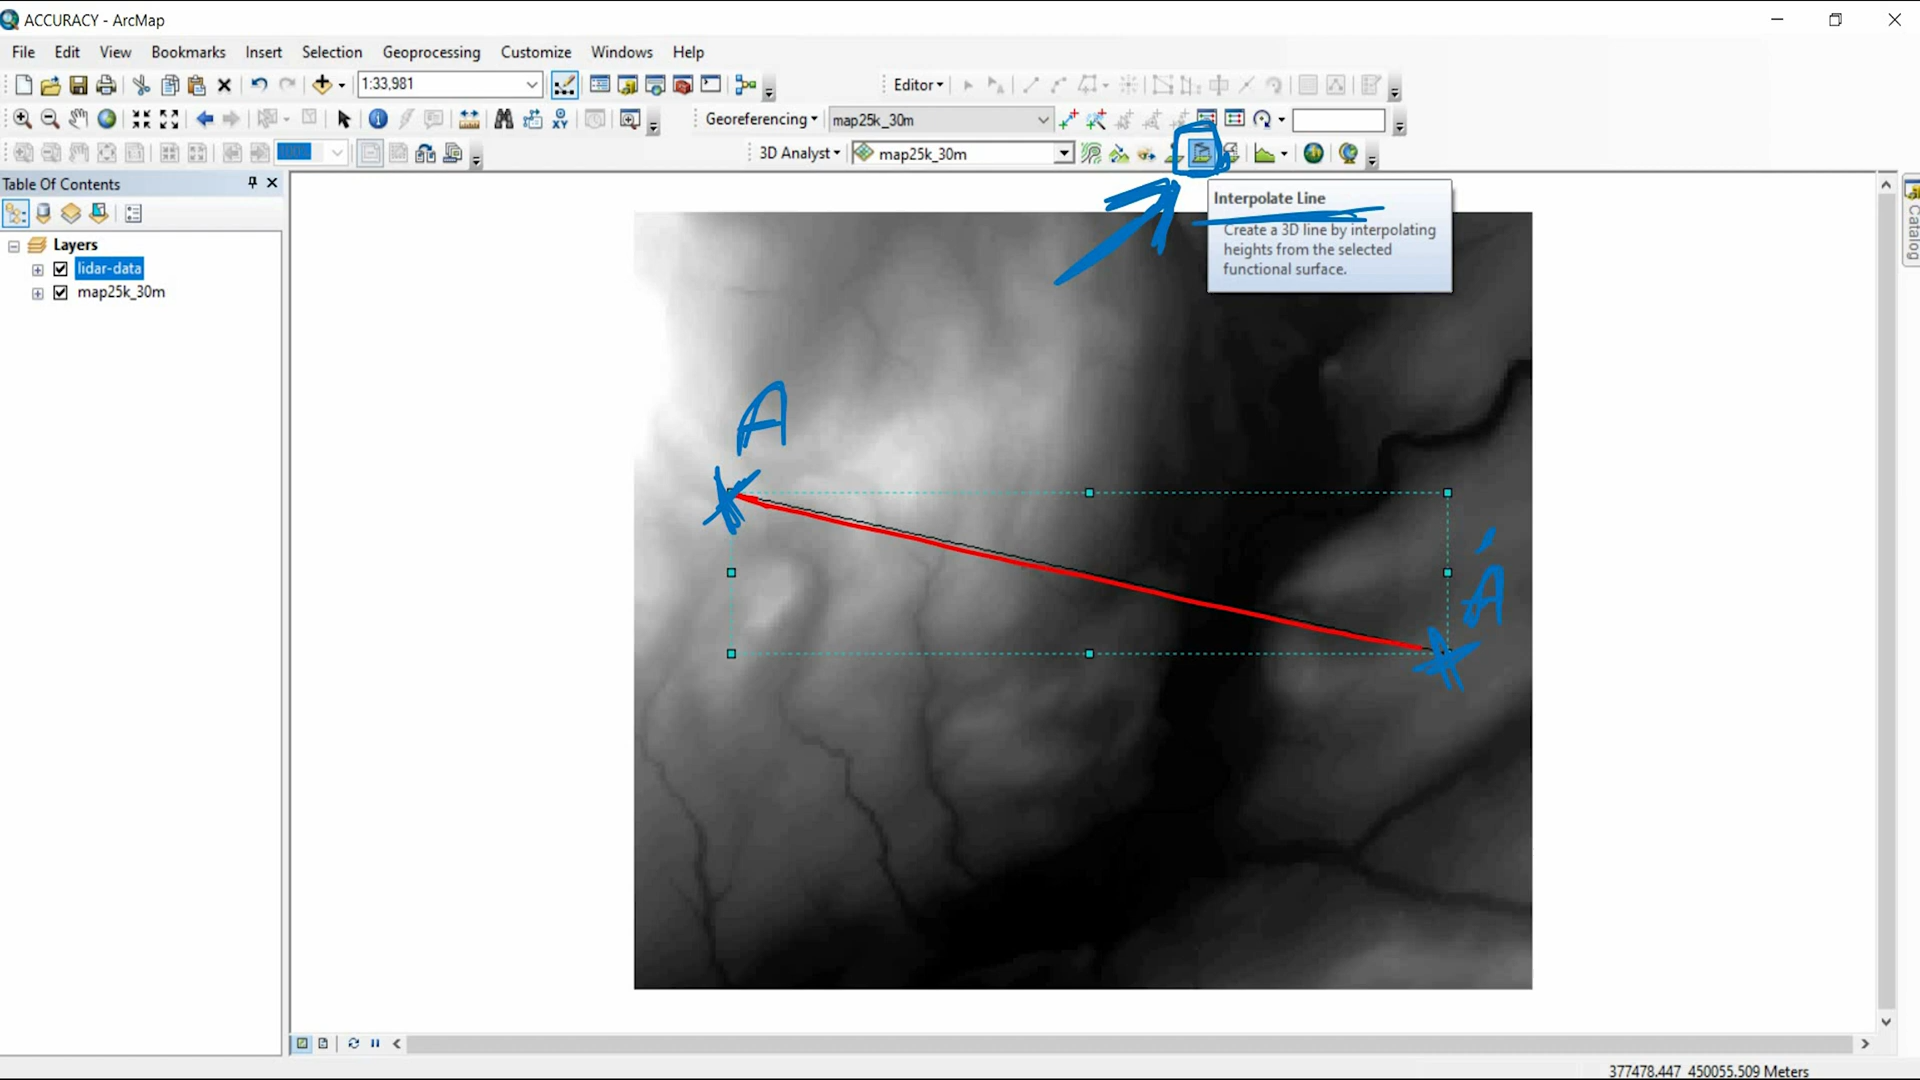 ACCURACY - ArcMap
File Edit View Bookmarks Insert Selection Geoprocessing Customize Windows Help
1:33,981 Editor
Georeferencing map25k_30m
3D Analyst map25k_30m
Table Of Contents
Interpolate Line
Create a 3D line by interpolating
heights from the selected
functional surface.
Layers
lidar-data
map25k_30m
Catalog
A
A'
377478.447 450055.509 Meters